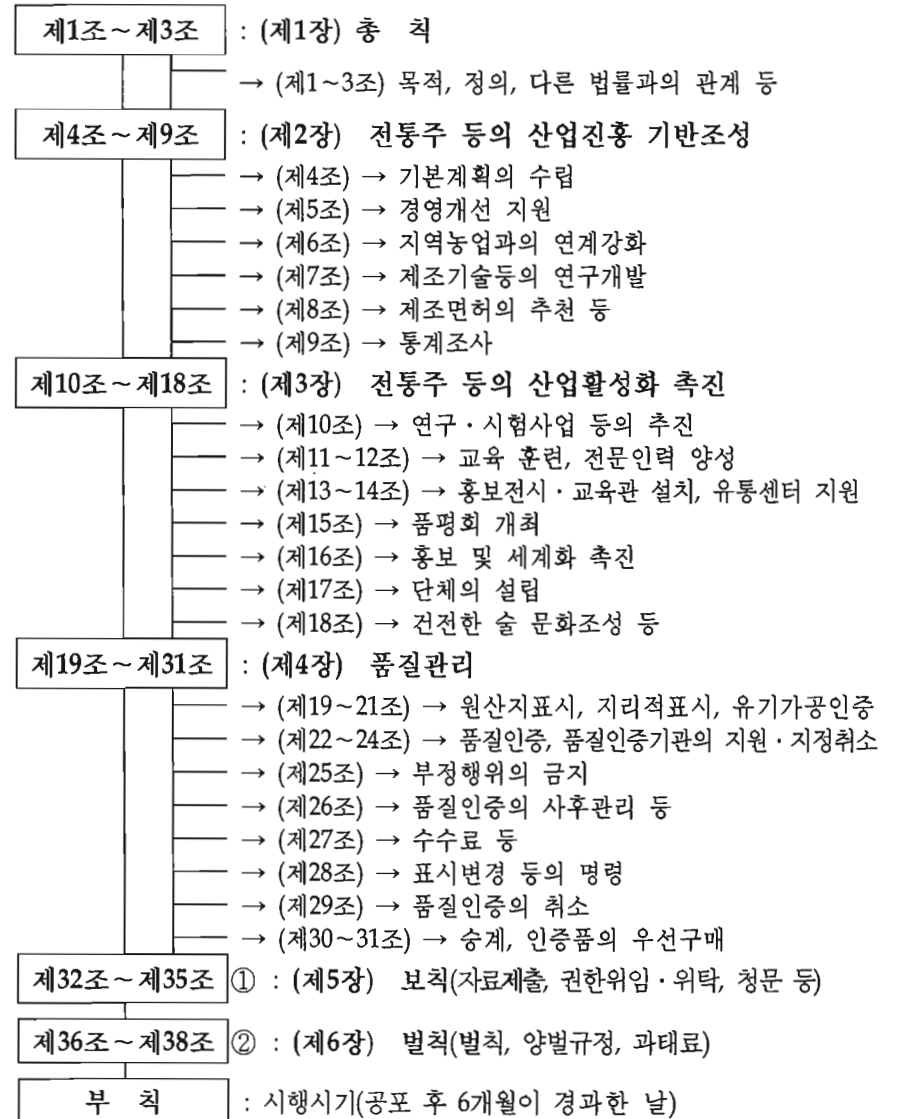 제1조~제3조 : (제1장) 총 칙
→ (제1~3조) 목적, 정의, 다른 법률과의 관계 등
제4조~제9조 : (제2장) 전통주 등의 산업진흥 기반조성
→ (제4조) → 기본계획의 수립
→ (제5조) → 경영개선 지원
→ (제6조) → 지역농업과의 연계강화
→ (제7조) → 제조기술등의 연구개발
→ (제8조) → 제조면허의 추천 등
→ (제9조) → 통계조사
제10조~제18조 : (제3장) 전통주 등의 산업활성화 촉진
→ (제10조) → 연구·시험사업 등의 추진
→ (제11~12조) → 교육 훈련, 전문인력 양성
→ (제13~14조) → 홍보전시·교육관 설치, 유통센터 지원
→ (제15조) → 품평회 개최
→ (제16조) → 홍보 및 세계화 촉진
→ (제17조) → 단체의 설립
→ (제18조) → 건전한 술 문화조성 등
제19조~제31조 : (제4장) 품질관리
→ (제19~21조) → 원산지표시, 지리적표시, 유기가공인증
→ (제22~24조) → 품질인증, 품질인증기관의 지원·지정취소
→ (제25조) → 부정행위의 금지
→ (제26조) → 품질인증의 사후관리 등
→ (제27조) → 수수료 등
→ (제28조) → 표시변경 등의 명령
→ (제29조) → 품질인증의 취소
→ (제30~31조) → 승계, 인증품의 우선구매
제32조~제35조 ① : (제5장) 보칙(자료제출, 권한위임·위탁, 청문 등)
제36조~제38조 ② : (제6장) 벌칙(벌칙, 양벌규정, 과태료)
부 칙 : 시행시기(공포 후 6개월이 경과한 날)